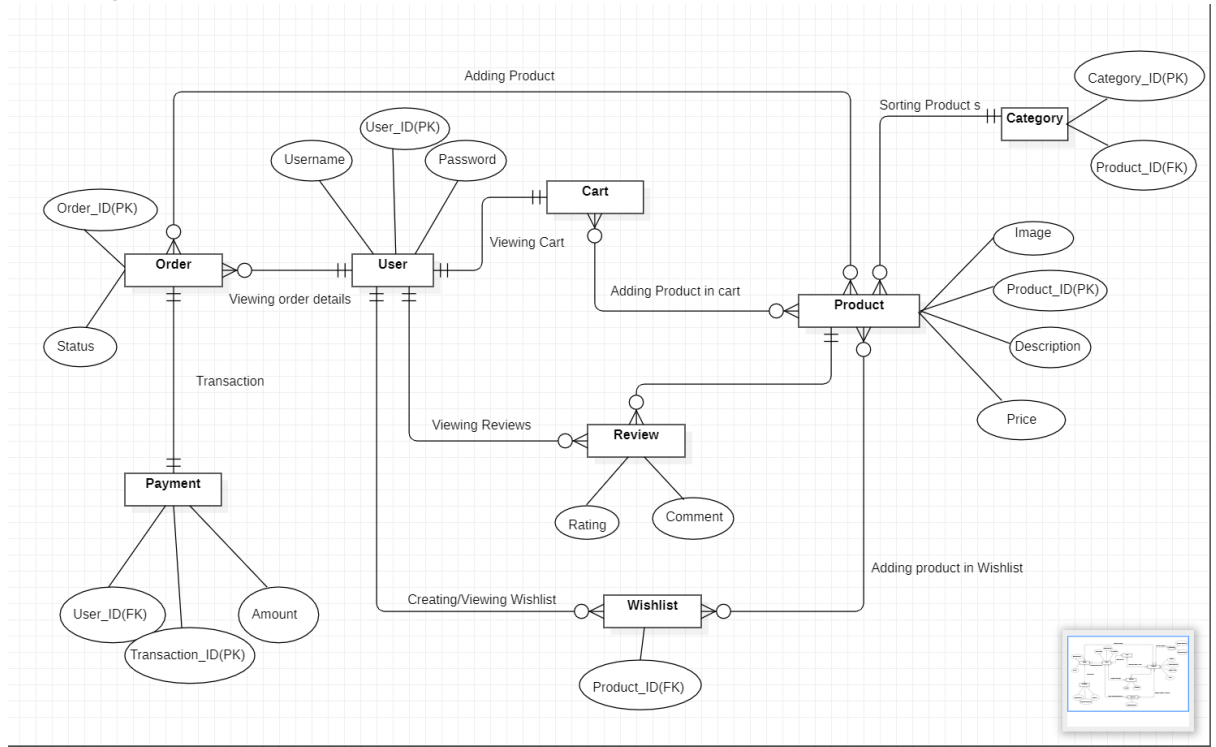 Adding Product
Category_ID(PK)
Sorting Product s
Category
User_ID(PK)
Username
Password
Product_ID(FK)
Cart
Order_ID(PK)
Image
Viewing Cart
Order
User
Product_ID(PK)
Adding Product in cart
Viewing order details
Product
Status
Description
Transaction
Price
Viewing Reviews
Review
Payment
Rating
Comment
Adding product in Wishlist
Creating/Viewing Wishlist
Wishlist
User_ID(FK)
Amount
Transaction_ID(PK)
Product_ID(FK)